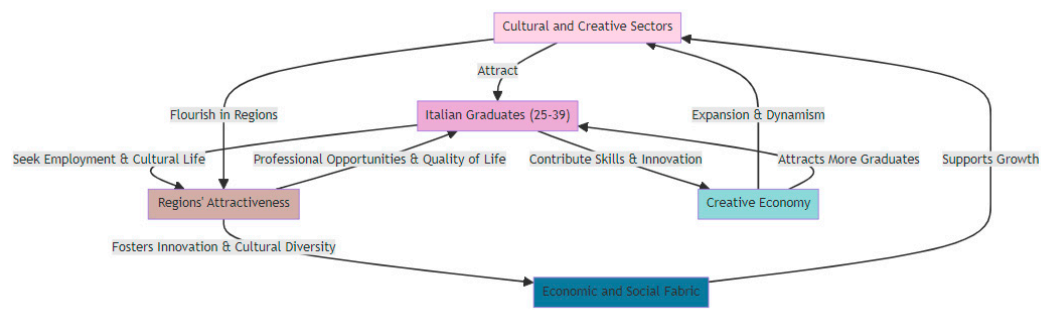 Cultural and Creative Sectors
Attract
Flourish in Regions
Italian Graduates (25-39)
Expansion & Dynamism
Seek Employment & Cultural Life
Professional Opportunities & Quality of Life
Contribute Skills & Innovation
Attracts More Graduates
Supports Growth
Regions' Attractiveness
Creative Economy
Fosters Innovation & Cultural Diversity
Economic and Social Fabric